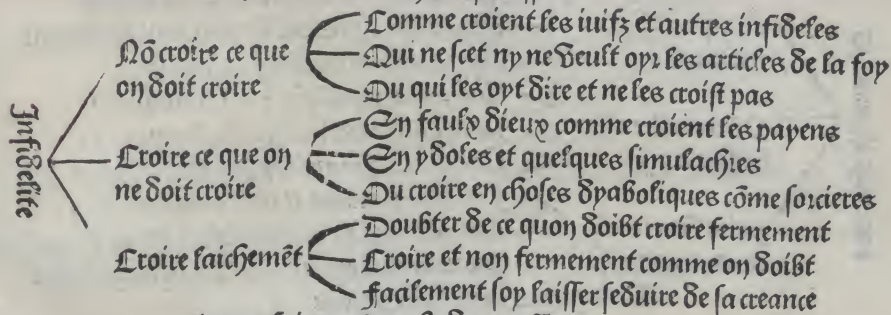 Infidelite
Nõ croire ce que
on doit croire
Comme croient les iuifz et autres infideles
Qui ne scet ny ne veult oyr les articles de la foy
Ou qui les oyt dire et ne les croist pas
Croire ce que on
ne doit croire
En faulx dieux comme croient les payens
En ydoles et quelques simulachres
Ou croire en choses dyaboliques cõme sorcieres
Croire laichemẽt
Doubter de ce quon doibt croire fermement
Croire et non fermement comme on doibt
Facilement soy laisser seduire de sa creance